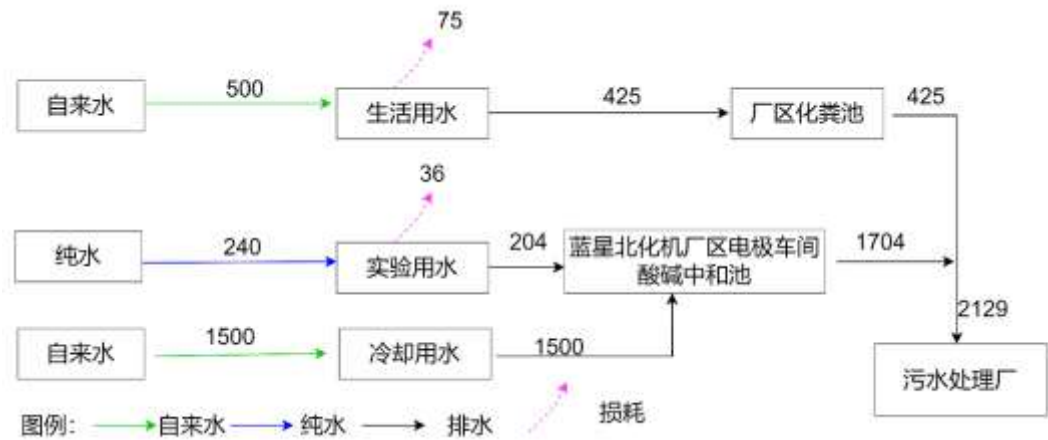 75
500
425
425
自来水
生活用水
厂区化粪池
36
240
204
1704
纯水
实验用水
蓝星北化机厂区电极车间
酸碱中和池
2129
1500
1500
自来水
冷却用水
污水处理厂
图例:
自来水
纯水
排水
损耗